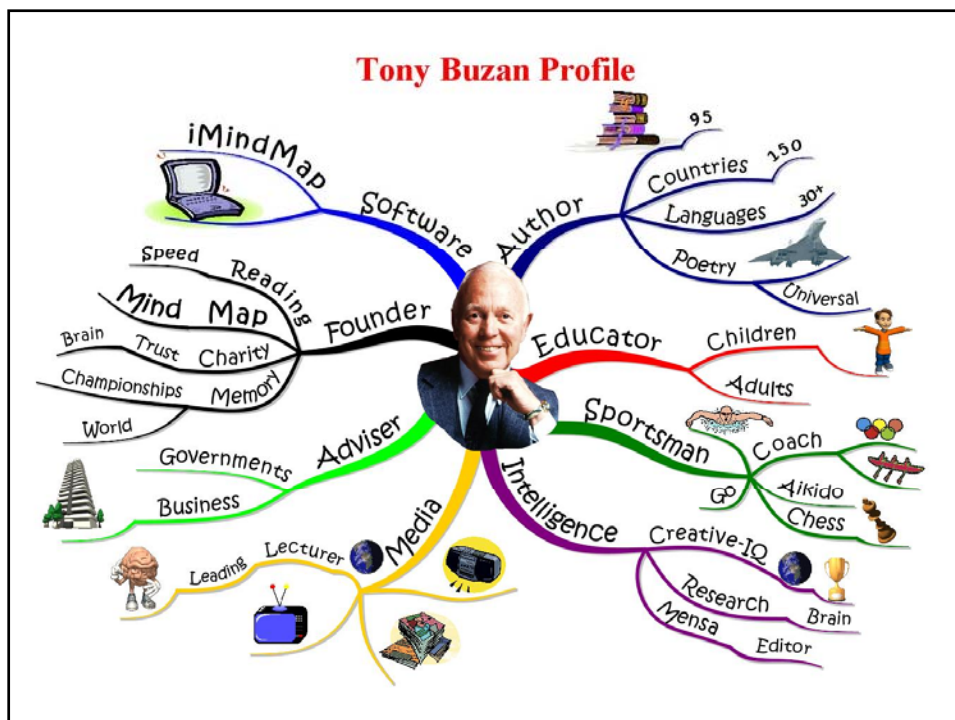 Tony Buzan Profile
iMindMap
Software
Author
95
Countries 150
Languages 30+
Poetry
Universal
Educator
Children
Adults
Sportsman
Coach
Aikido
Chess
Go
Intelligence
Creative-IQ
Research Brain
Mensa Editor
Media
Leading Lecturer
Adviser
Governments
Business
Founder
Speed Reading
Mind Map
Brain Trust Charity
Championships Memory
World